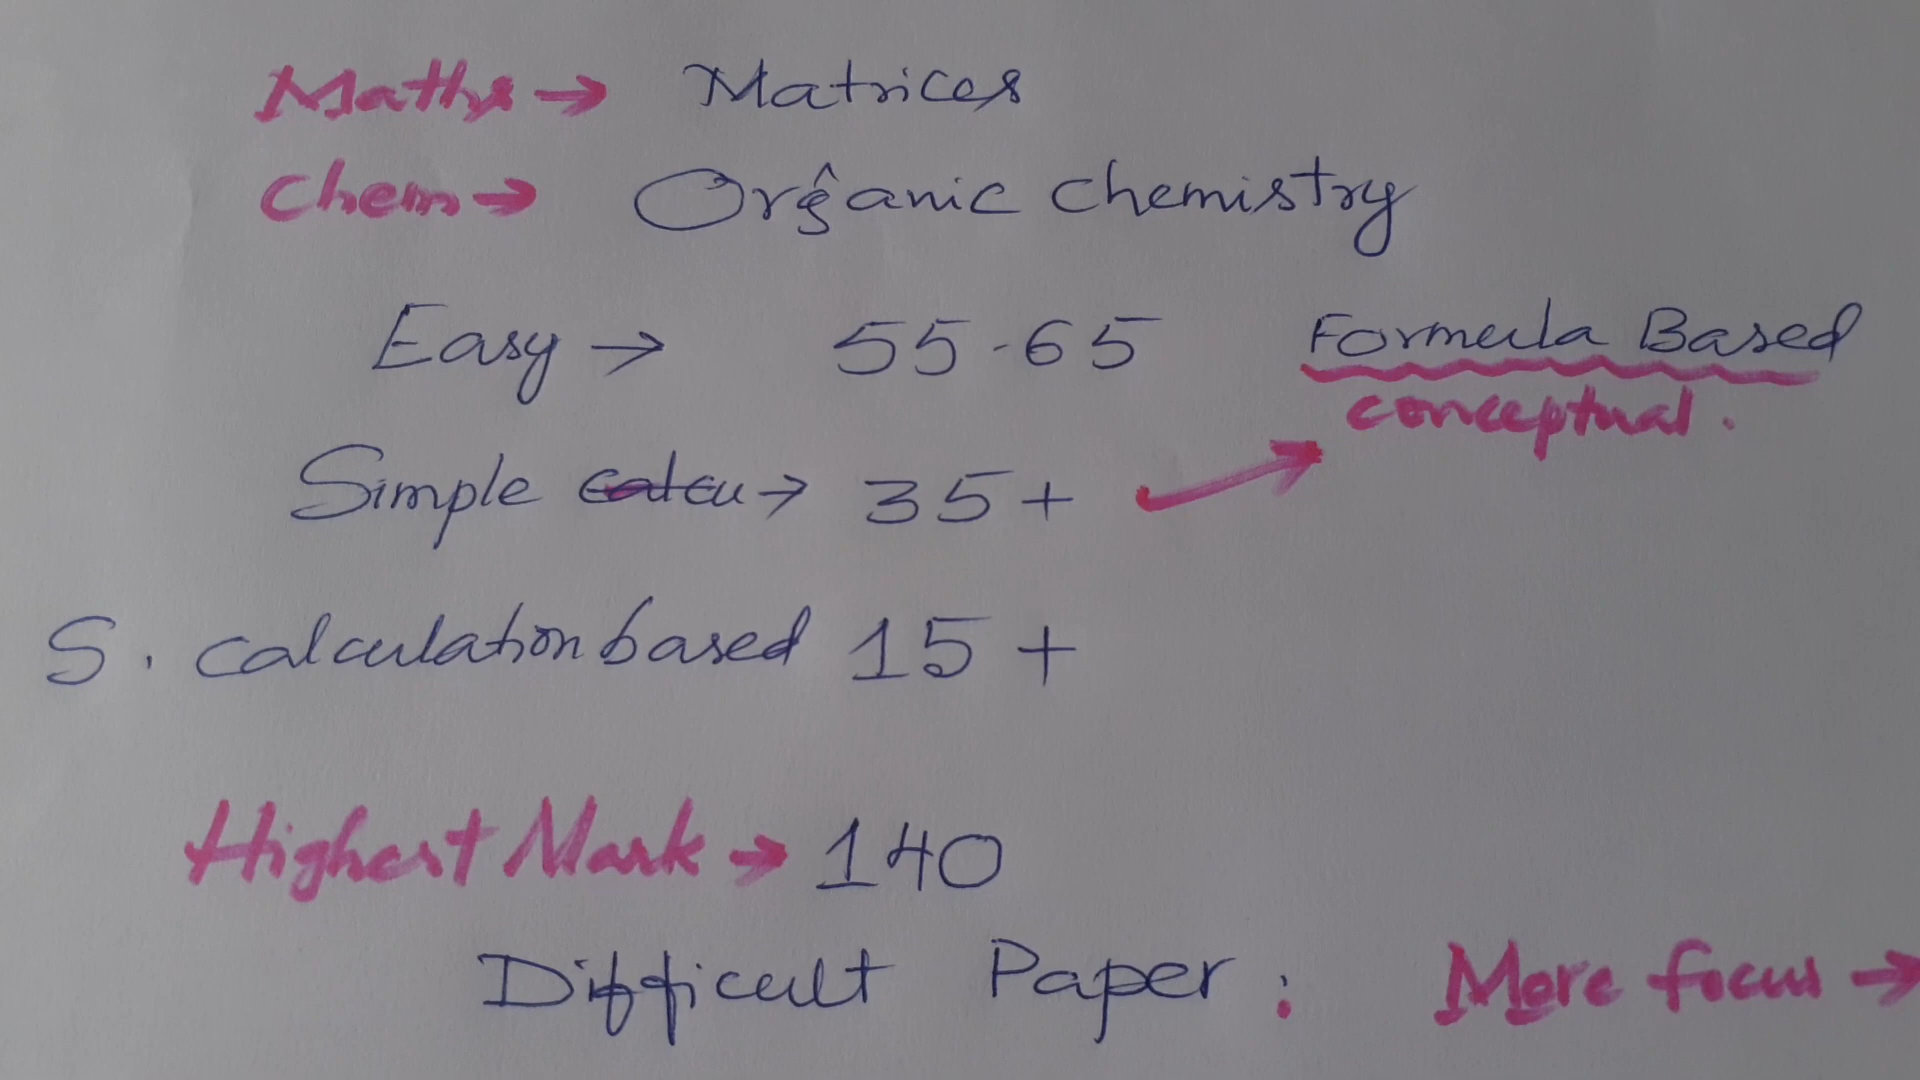 Maths → Matrices
Chem → Organic Chemistry
Easy → 55-65 Formula Based
conceptual.
Simple calcu → 35+
S. calculation based 15+
Highest Mark → 140
Difficult Paper: More focus →